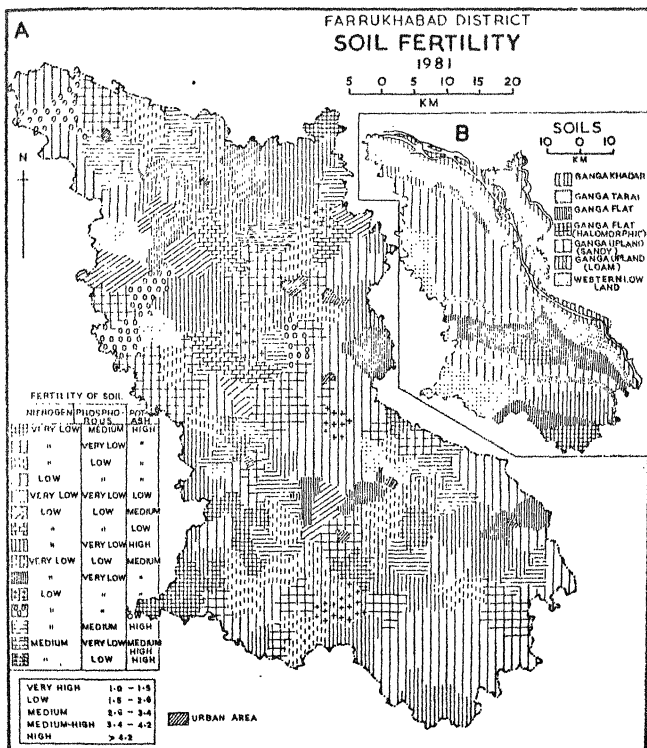 A
FARRUKHABAD DISTRICT
SOIL FERTILITY
1981
5 0 5 10 15 20
KM
N
B
SOILS
10 0 10
KM
GANGA KHADAR
GANGA TARAI
GANGA FLAT
GANGA FLAT
(HALOMORPHIC)
GANGA UPLAND
(SANDY)
GANGA UPLAND
(LOAM)
WESTERN LOW
LAND
FERTILITY OF SOIL
NITROGEN PHOSPHO- POT-
ROUS ASH
VERY LOW MEDIUM HIGH
" VERY LOW "
" LOW "
LOW " "
VERY LOW VERY LOW LOW
LOW LOW MEDIUM
" " LOW
" VERY LOW HIGH
VERY LOW LOW MEDIUM
" VERY LOW "
LOW " "
" "
" MEDIUM HIGH
MEDIUM VERY LOW MEDIUM
HIGH
" LOW HIGH
VERY HIGH 1·0 – 1·5
LOW 1·5 – 2·6
MEDIUM 2·6 – 3·4
MEDIUM-HIGH 3·4 – 4·2
HIGH > 4·2
URBAN AREA